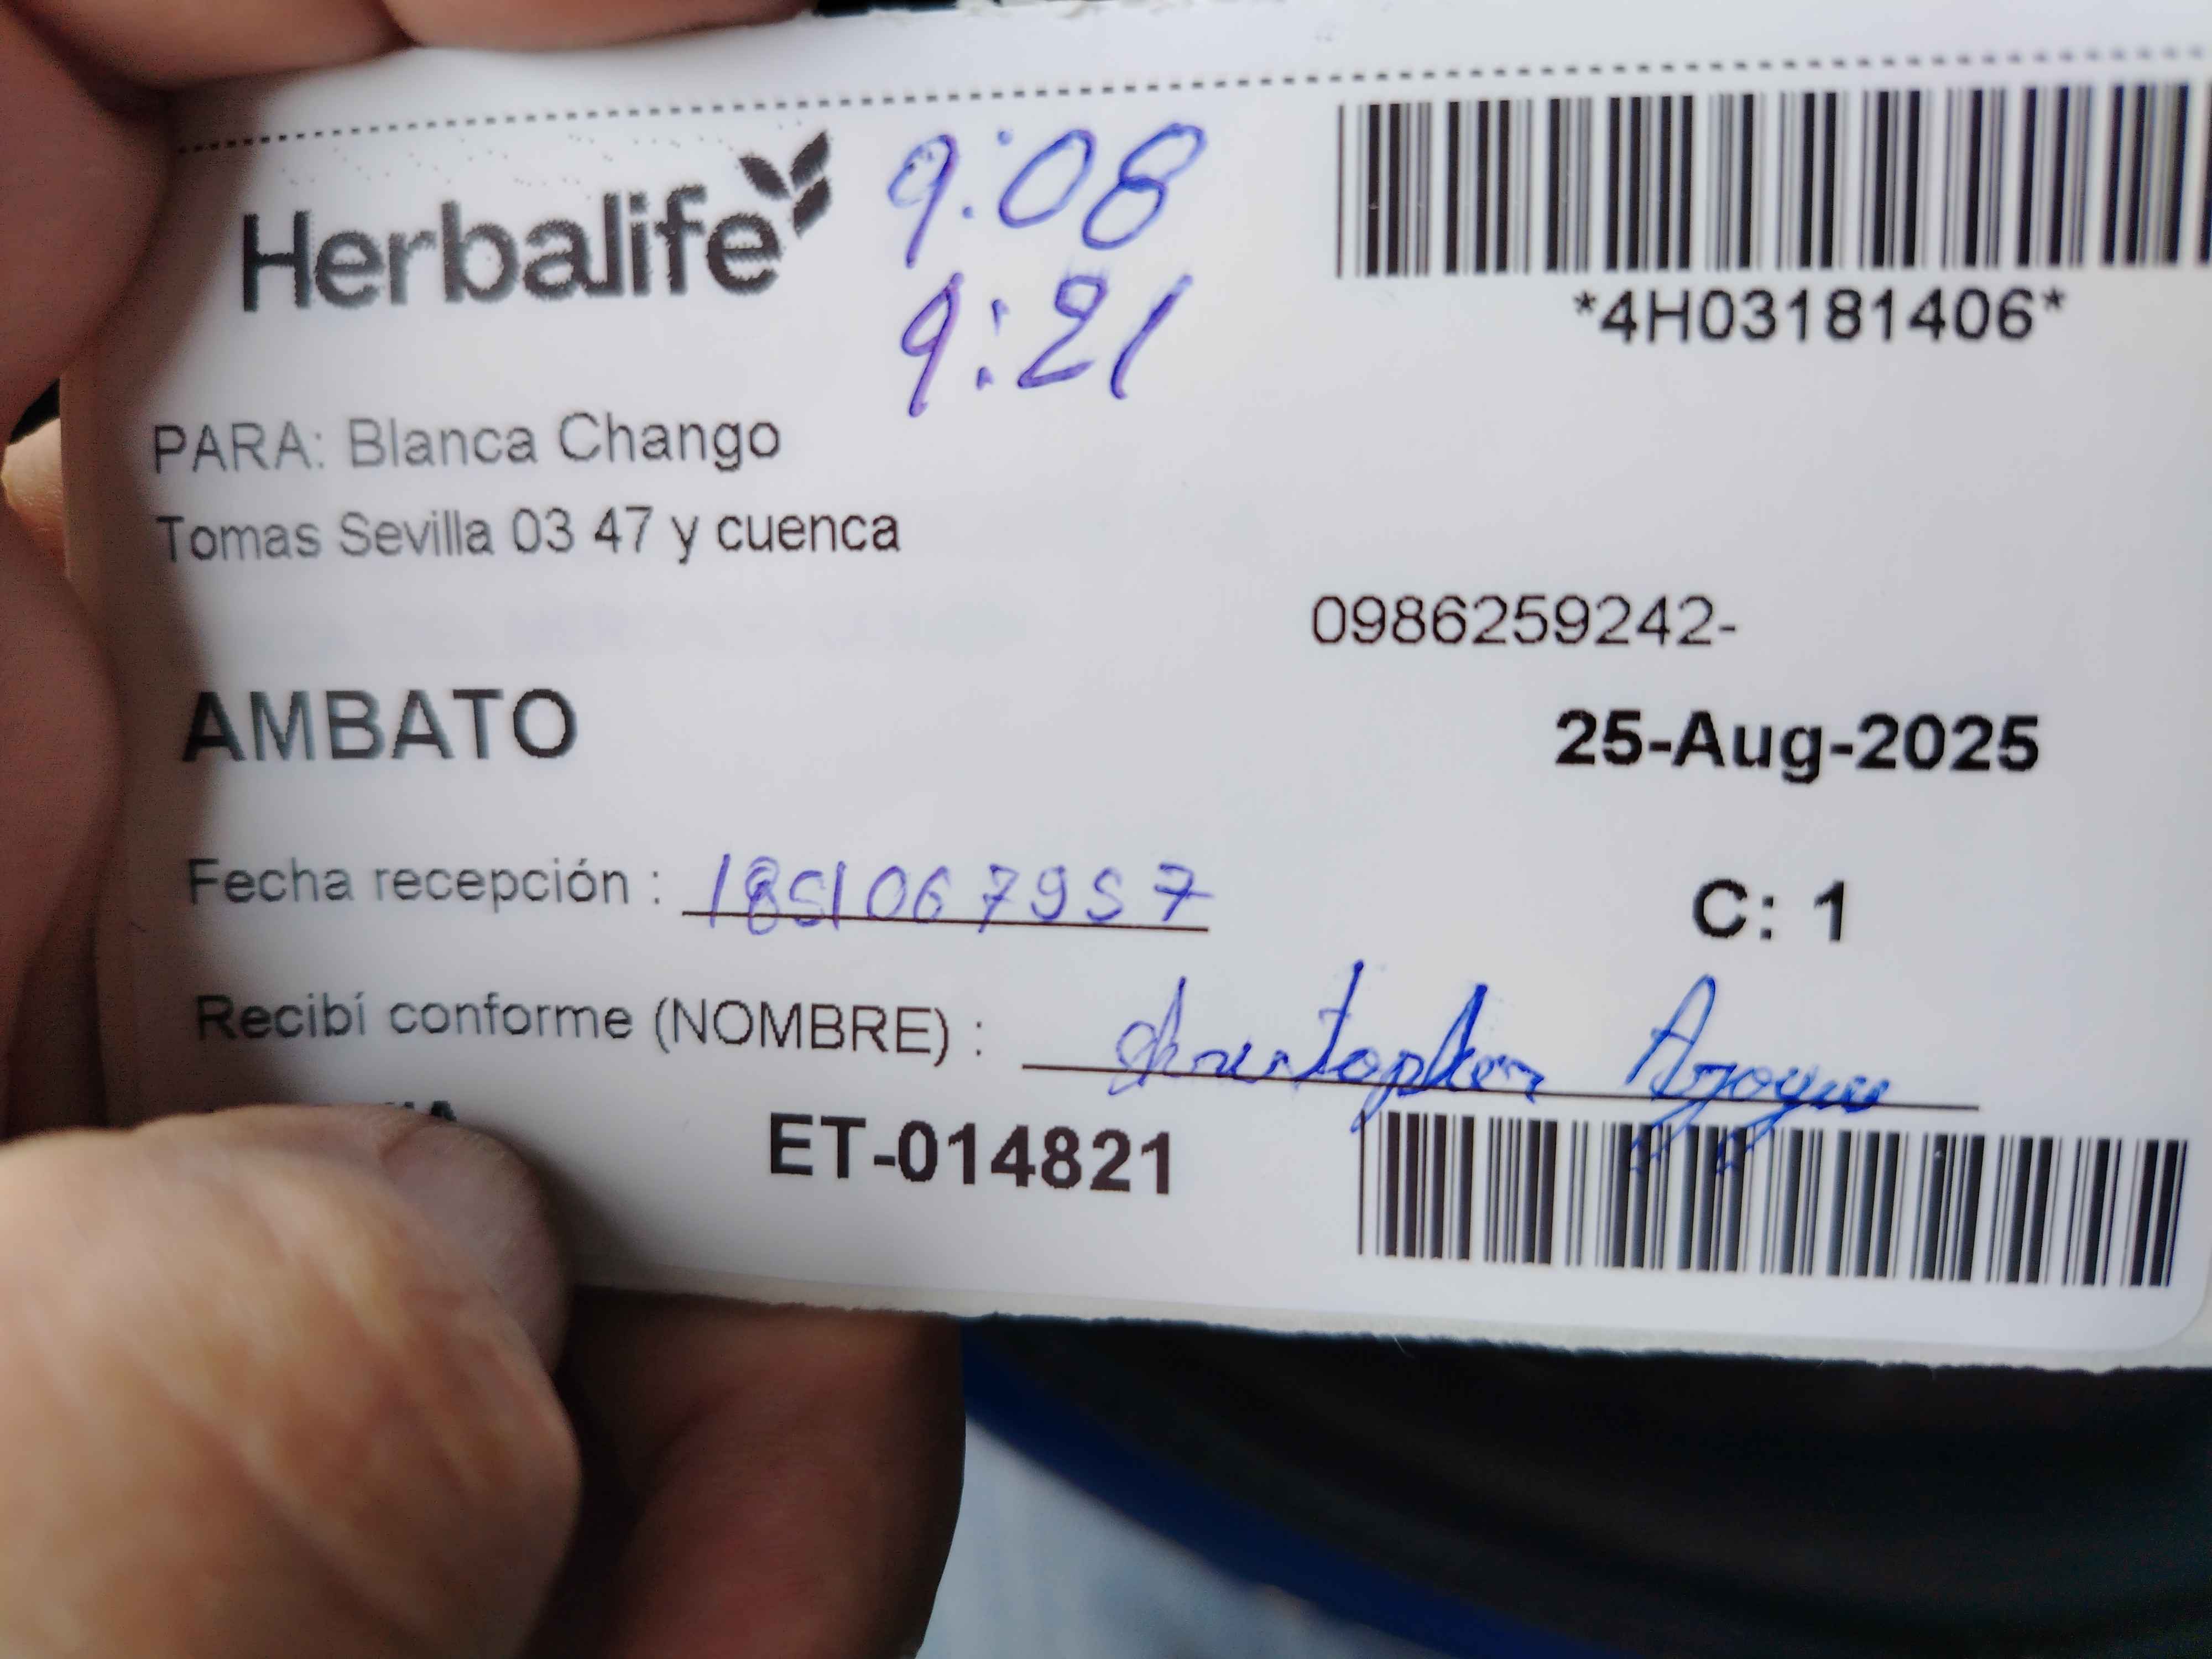 Herbalife
9:08
9:21
*4H03181406*
PARA: Blanca Chango
Tomas Sevilla 03 47 y cuenca
0986259242-
AMBATO
25-Aug-2025
Fecha recepción : 1851067957
C: 1
Recibí conforme (NOMBRE) :
ET-014821